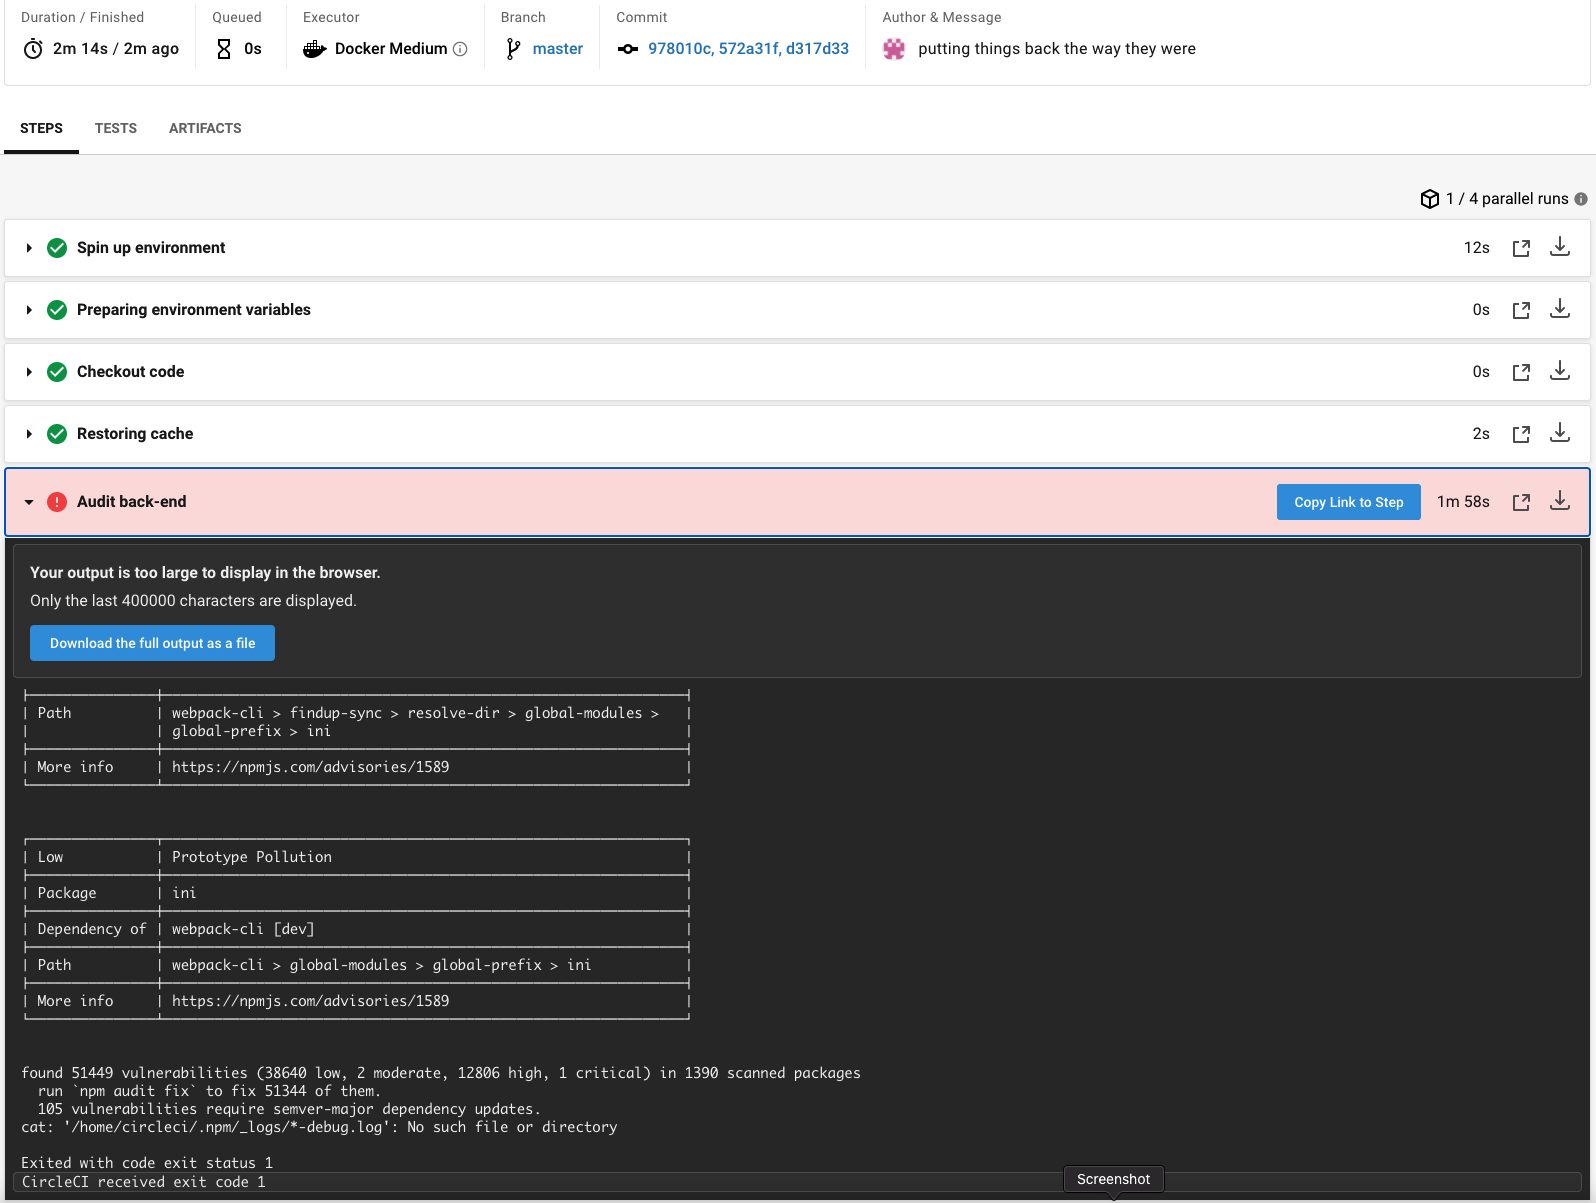 Duration / Finished
2m 14s / 2m ago
Queued
0s
Executor
Docker Medium
Branch
master
Commit
978010c, 572a31f, d317d33
Author & Message
putting things back the way they were
STEPS
TESTS
ARTIFACTS
1 / 4 parallel runs
Spin up environment
12s
Preparing environment variables
0s
Checkout code
0s
Restoring cache
2s
Audit back-end
Copy Link to Step
1m 58s
Your output is too large to display in the browser.
Only the last 400000 characters are displayed.
Download the full output as a file
Path | webpack-cli > findup-sync > resolve-dir > global-modules >
global-prefix > ini
More info | https://npmjs.com/advisories/1589
Low | Prototype Pollution
Package | ini
Dependency of | webpack-cli [dev]
Path | webpack-cli > global-modules > global-prefix > ini
More info | https://npmjs.com/advisories/1589
found 51449 vulnerabilities (38640 low, 2 moderate, 12806 high, 1 critical) in 1390 scanned packages
run `npm audit fix` to fix 51344 of them.
105 vulnerabilities require semver-major dependency updates.
cat: '/home/circleci/.npm/_logs/*-debug.log': No such file or directory
Exited with code exit status 1
CircleCI received exit code 1
Screenshot